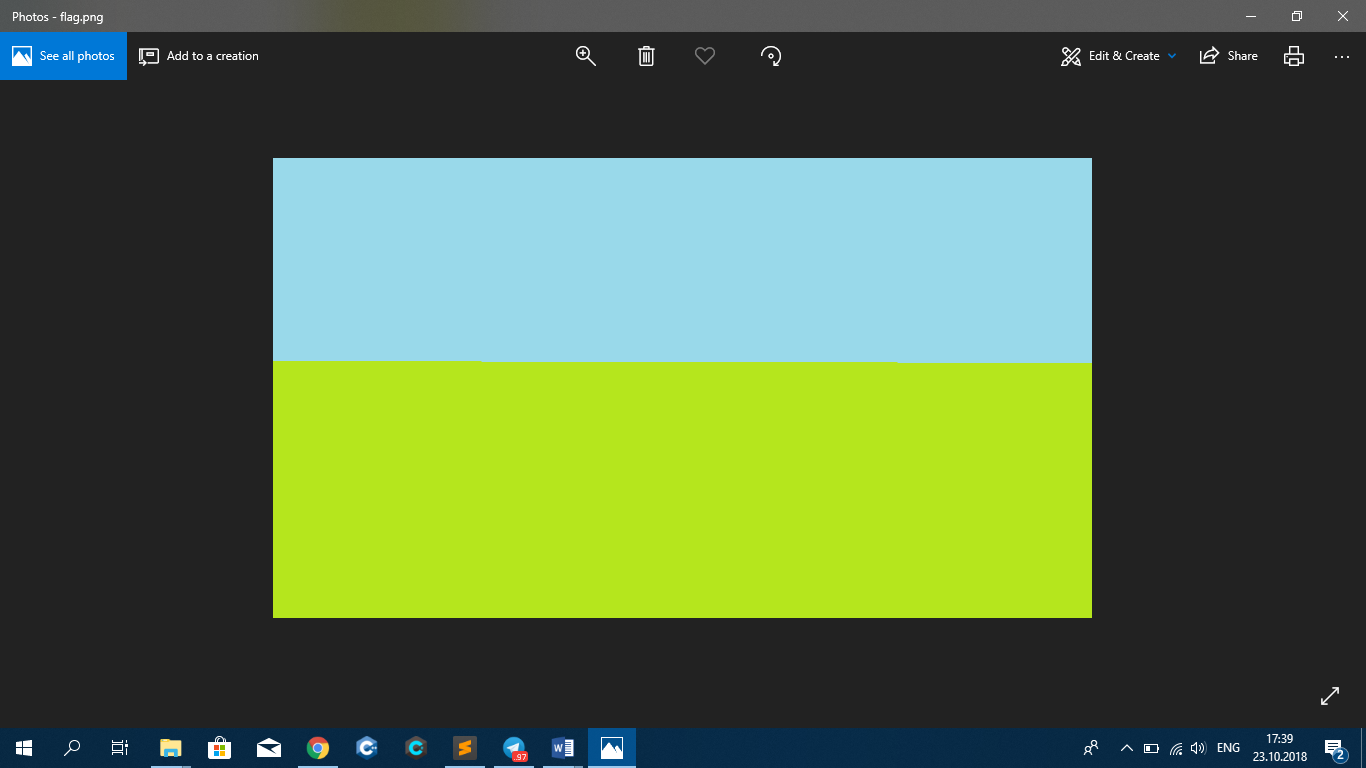 Photos - flag.png
See all photos
Add to a creation
Edit & Create
Share
97
W
ENG
17:39
23.10.2018
2